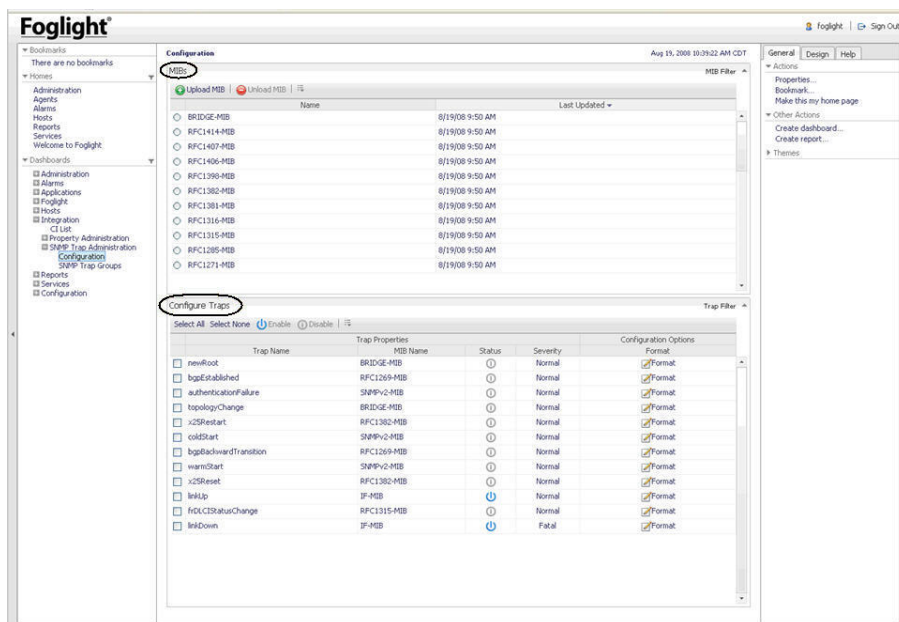 Foglight
foglight | Sign Out
Bookmarks
There are no bookmarks
Homes
Administration
Agents
Alarms
Hosts
Reports
Services
Welcome to Foglight
Dashboards
Administration
Alarms
Applications
Foglight
Hosts
Integration
CI List
Property Administration
SNMP Trap Administration
Configuration
SNMP Trap Groups
Reports
Services
Configuration
Configuration Aug 19, 2008 10:39:22 AM CDT
MIBs MIB Filter
Upload MIB | Unload MIB |
Name Last Updated
BRIDGE-MIB 8/19/08 9:50 AM
RFC1414-MIB 8/19/08 9:50 AM
RFC1407-MIB 8/19/08 9:50 AM
RFC1406-MIB 8/19/08 9:50 AM
RFC1398-MIB 8/19/08 9:50 AM
RFC1382-MIB 8/19/08 9:50 AM
RFC1381-MIB 8/19/08 9:50 AM
RFC1316-MIB 8/19/08 9:50 AM
RFC1315-MIB 8/19/08 9:50 AM
RFC1285-MIB 8/19/08 9:50 AM
RFC1271-MIB 8/19/08 9:50 AM
Configure Traps Trap Filter
Select All Select None Enable Disable |
Trap Properties Configuration Options
Trap Name MIB Name Status Severity Format
newRoot BRIDGE-MIB Normal Format
bgpEstablished RFC1269-MIB Normal Format
authenticationFailure SNMPv2-MIB Normal Format
topologyChange BRIDGE-MIB Normal Format
x25Restart RFC1382-MIB Normal Format
coldStart SNMPv2-MIB Normal Format
bgpBackwardTransition RFC1269-MIB Normal Format
warmStart SNMPv2-MIB Normal Format
x25Reset RFC1382-MIB Normal Format
linkUp IF-MIB Normal Format
frDLCIStatusChange RFC1315-MIB Normal Format
linkDown IF-MIB Fatal Format
General Design Help
Actions
Properties...
Bookmark...
Make this my home page
Other Actions
Create dashboard...
Create report...
Themes